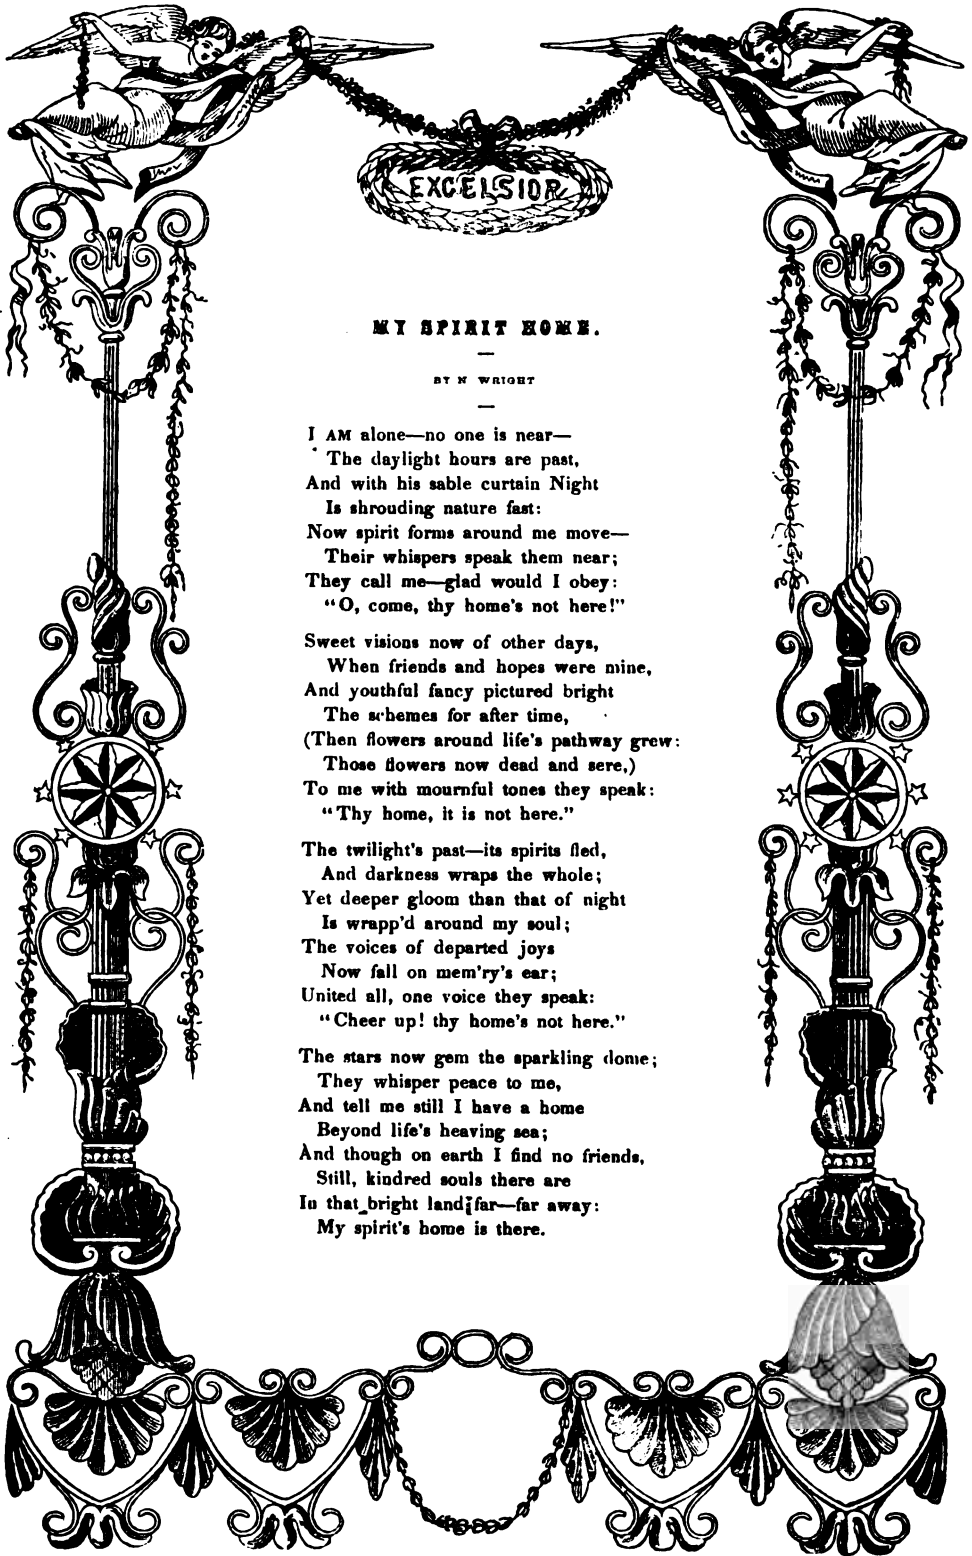 EXCELSIOR
MY SPIRIT HOME.
BY N WRIGHT
I AM alone—no one is near—
The daylight hours are past,
And with his sable curtain Night
Is shrouding nature fast:
Now spirit forms around me move—
Their whispers speak them near;
They call me—glad would I obey:
“O, come, thy home's not here!”
Sweet visions now of other days,
When friends and hopes were mine,
And youthful fancy pictured bright
The schemes for after time,
(Then flowers around life's pathway grew:
Those flowers now dead and sere,)
To me with mournful tones they speak:
“Thy home, it is not here.”
The twilight's past—its spirits fled,
And darkness wraps the whole;
Yet deeper gloom than that of night
Is wrapp'd around my soul;
The voices of departed joys
Now fall on mem'ry's ear;
United all, one voice they speak:
“Cheer up! thy home's not here.”
The stars now gem the sparkling dome;
They whisper peace to me,
And tell me still I have a home
Beyond life's heaving sea;
And though on earth I find no friends,
Still, kindred souls there are
In that bright land, far—far away:
My spirit's home is there.